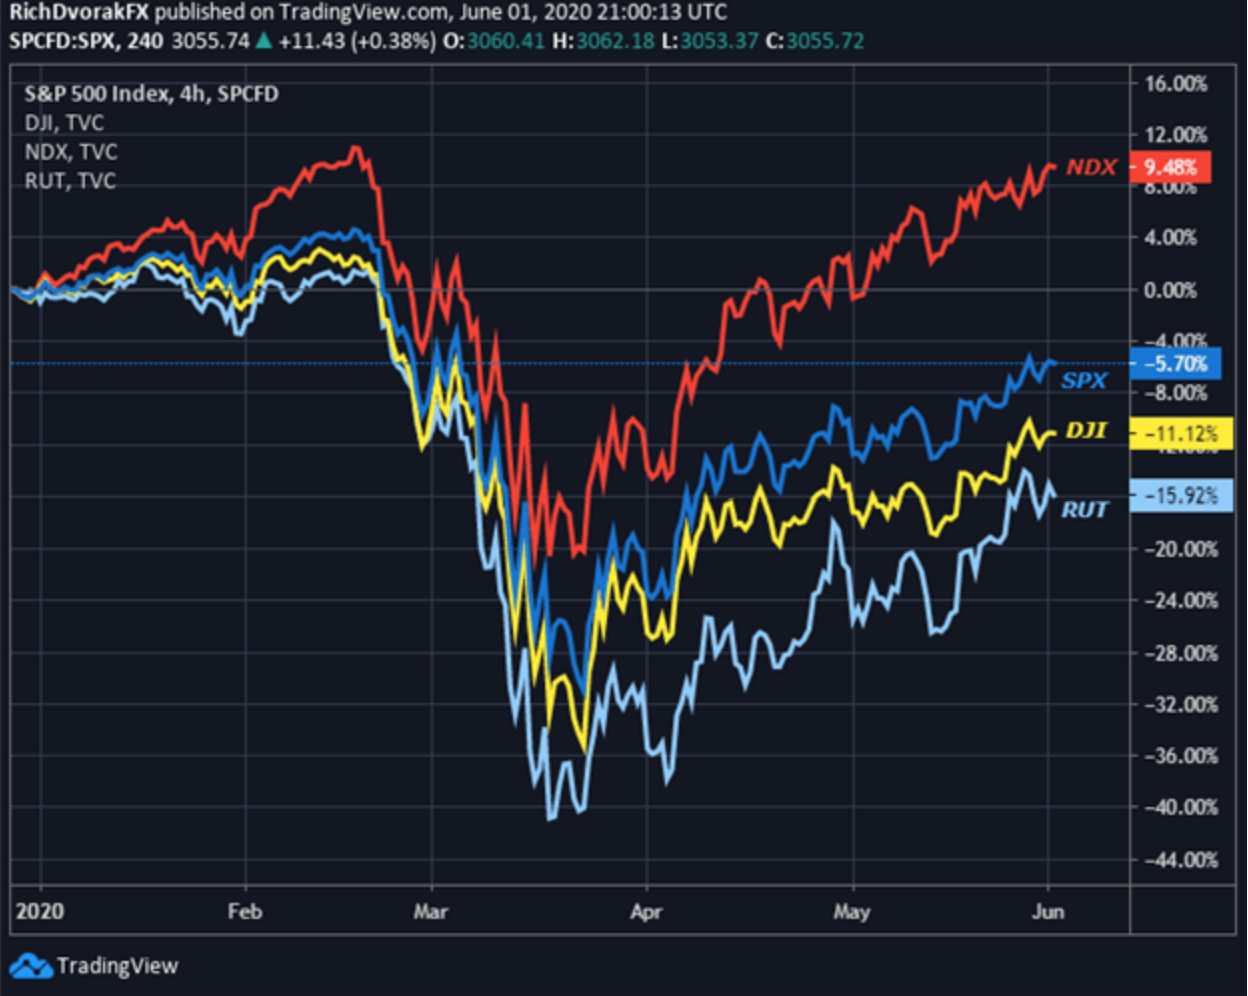 RichDvorakFX published on TradingView.com, June 01, 2020 21:00:13 UTC
SPCFD:SPX, 240 3055.74 ▲ +11.43 (+0.38%) O:3060.41 H:3062.18 L:3053.37 C:3055.72
S&P 500 Index, 4h, SPCFD
DJI, TVC
NDX, TVC
RUT, TVC
16.00%
12.00%
NDX 9.48%
8.00%
4.00%
0.00%
−4.00%
−5.70%
SPX
−8.00%
DJI −11.12%
−12.00%
−15.92%
RUT
−20.00%
−24.00%
−28.00%
−32.00%
−36.00%
−40.00%
−44.00%
2020 Feb Mar Apr May Jun
TradingView